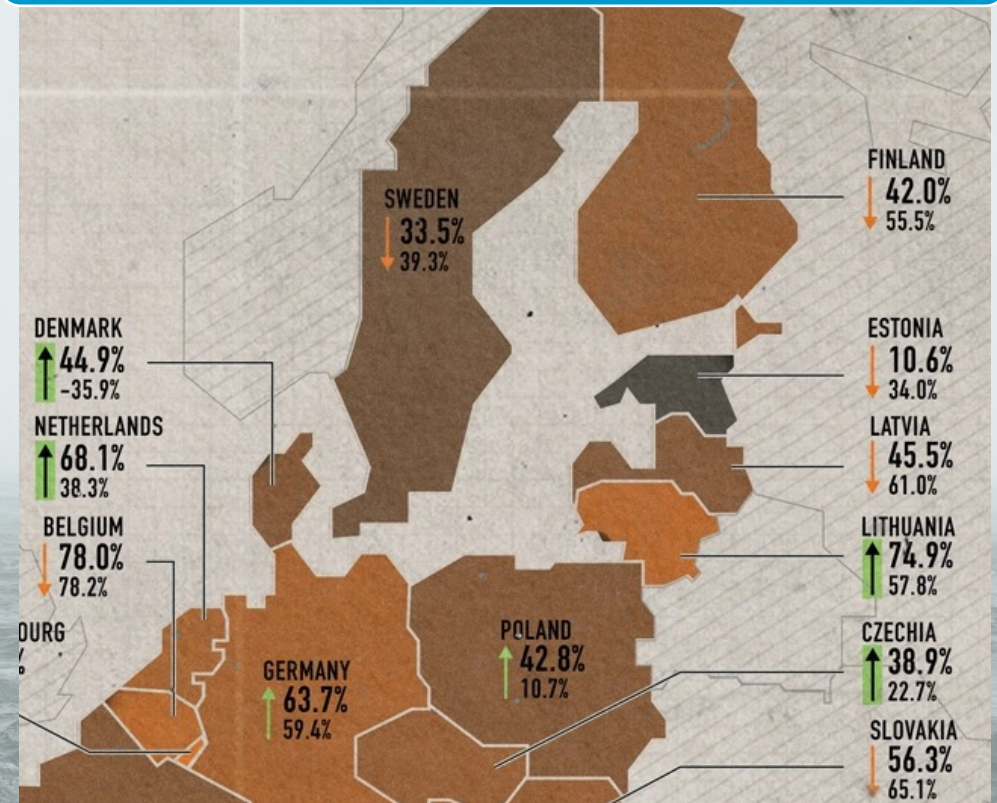 FINLAND
42.0%
55.5%
SWEDEN
33.5%
39.3%
DENMARK
44.9%
-35.9%
ESTONIA
10.6%
34.0%
NETHERLANDS
68.1%
38.3%
LATVIA
45.5%
61.0%
BELGIUM
78.0%
78.2%
LITHUANIA
74.9%
57.8%
OURG
%
POLAND
42.8%
10.7%
CZECHIA
38.9%
22.7%
GERMANY
63.7%
59.4%
SLOVAKIA
56.3%
65.1%